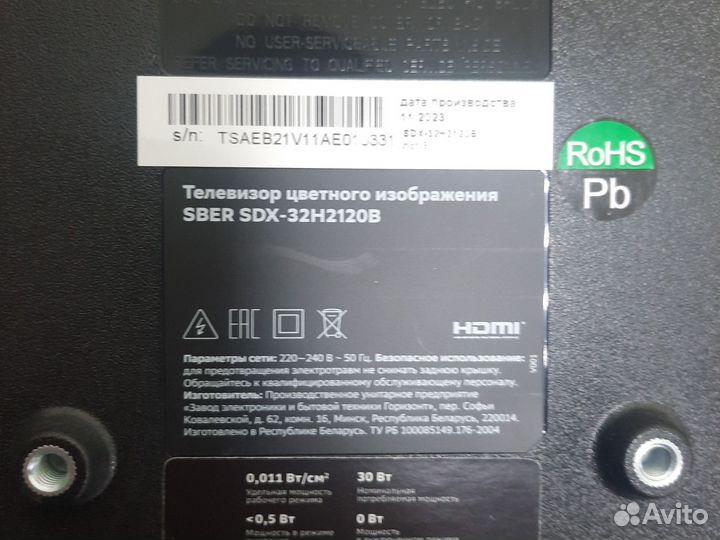 DO NOT REMOVE COVER OR BACK
NO USER-SERVICEABLE PARTS INSIDE
REFER SERVICING TO QUALIFIED SERVICE PERSONNEL
дата производства
11.2023
s/n: TSAEB21V11AE01
SDX-32H2120B
RoHS
Pb
Телевизор цветного изображения
SBER SDX-32H2120B
EAC
HDMI
V001
Параметры сети: 220—240 В ~ 50 Гц. Безопасное использование:
для предотвращения электротравм не снимать заднюю крышку.
Обращайтесь к квалифицированному обслуживающему персоналу.
Изготовитель: Производственное унитарное предприятие
«Завод электроники и бытовой техники Горизонт», пер. Софьи
Ковалевской, д. 62, комн. 16, Минск, Республика Беларусь, 220014.
Изготовлено в Республике Беларусь. ТУ РБ 100085149.176-2004
0,011 Вт/см² 30 Вт
Удельная мощность Номинальная
рабочего режима потребляемая мощность
<0,5 Вт 0 Вт
Мощность в режиме Мощность
Avito